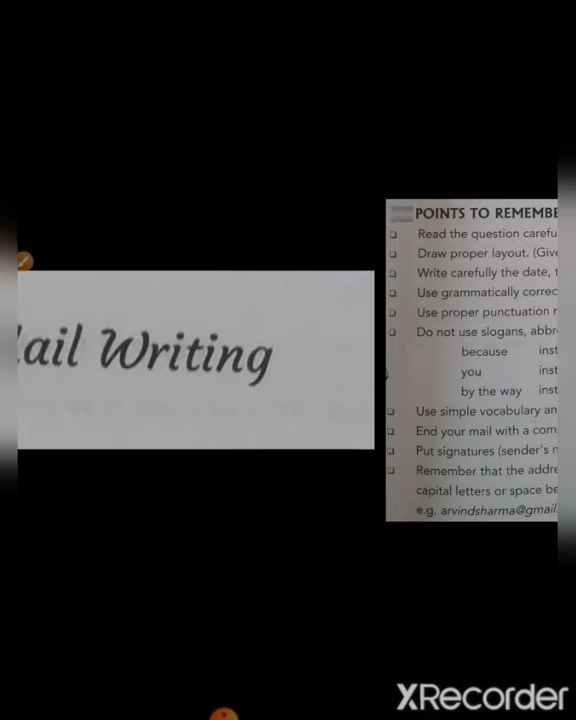 ail Writing
POINTS TO REMEMBE
Read the question carefu
Draw proper layout. (Give
Write carefully the date, t
Use grammatically correc
Use proper punctuation
Do not use slogans, abbr
because inst
you inst
by the way inst
Use simple vocabulary an
End your mail with a com
Put signatures (sender's n
Remember that the addre
capital letters or space be
e.g. arvindsharma@gmail.
XRecorder